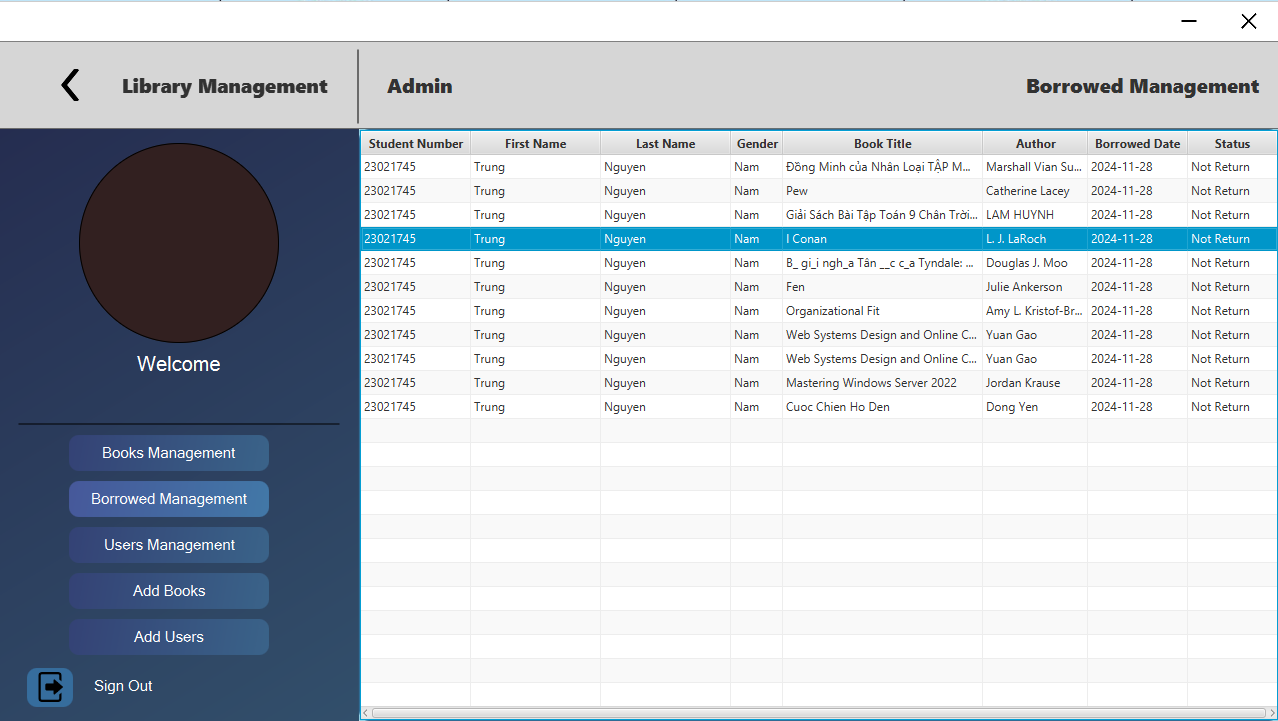 Library Management
Admin
Borrowed Management
Welcome
Books Management
Borrowed Management
Users Management
Add Books
Add Users
Sign Out
Student Number First Name Last Name Gender Book Title Author Borrowed Date Status
23021745 Trung Nguyen Nam Đồng Minh của Nhân Loại TẬP M... Marshall Vian Su... 2024-11-28 Not Return
23021745 Trung Nguyen Nam Pew Catherine Lacey 2024-11-28 Not Return
23021745 Trung Nguyen Nam Giải Sách Bài Tập Toán 9 Chân Trời... LAM HUYNH 2024-11-28 Not Return
23021745 Trung Nguyen Nam I Conan L. J. LaRoch 2024-11-28 Not Return
23021745 Trung Nguyen Nam B_ gi_i ngh_a Tân __c c_a Tyndale: ... Douglas J. Moo 2024-11-28 Not Return
23021745 Trung Nguyen Nam Fen Julie Ankerson 2024-11-28 Not Return
23021745 Trung Nguyen Nam Organizational Fit Amy L. Kristof-Br... 2024-11-28 Not Return
23021745 Trung Nguyen Nam Web Systems Design and Online C... Yuan Gao 2024-11-28 Not Return
23021745 Trung Nguyen Nam Web Systems Design and Online C... Yuan Gao 2024-11-28 Not Return
23021745 Trung Nguyen Nam Mastering Windows Server 2022 Jordan Krause 2024-11-28 Not Return
23021745 Trung Nguyen Nam Cuoc Chien Ho Den Dong Yen 2024-11-28 Not Return